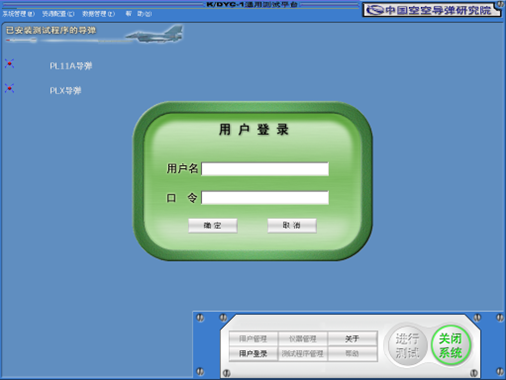 K/DYC-1通用测试平台
系统管理(M) 资源配置(C) 数据管理(T) 帮 助(B)
中国空空导弹研究院
已安装测试程序的导弹
PL11A导弹
PLX导弹
用户登录
用户名
口 令
确定 取消
用户管理 仪器管理 关于
用户登录 测试程序管理 帮助
进行测试
关闭系统